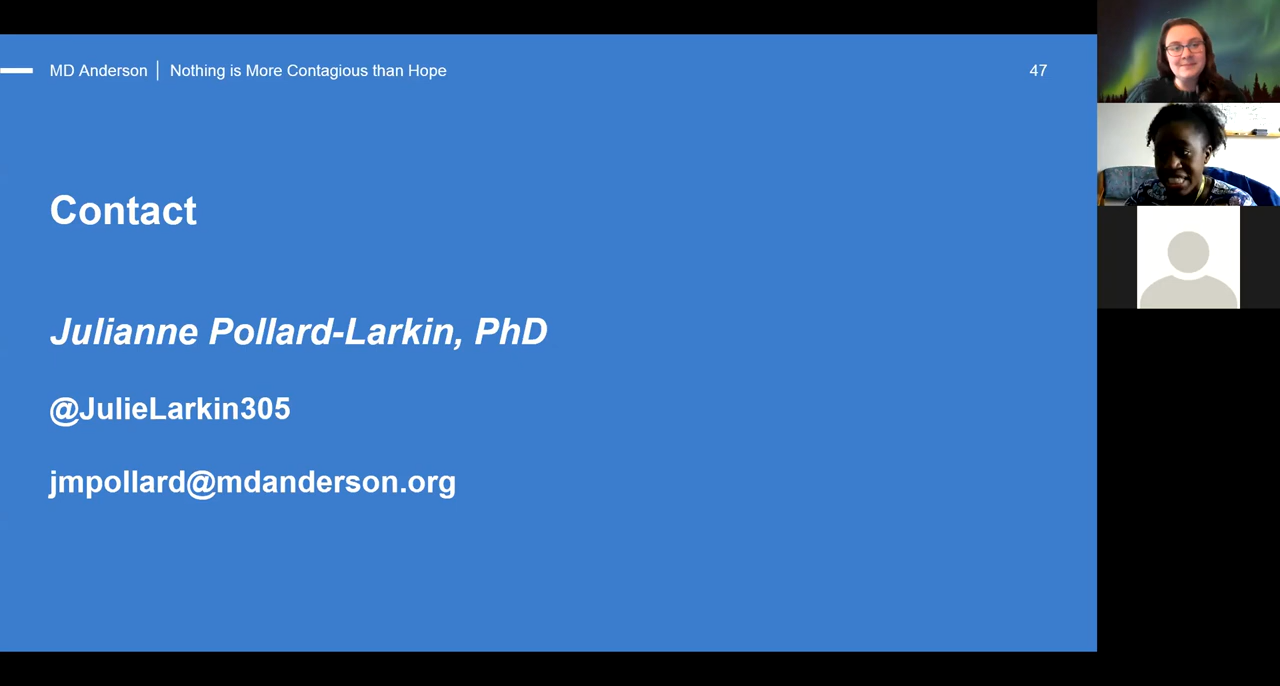 MD Anderson | Nothing is More Contagious than Hope 47
Contact
Julianne Pollard-Larkin, PhD
@JulieLarkin305
jmpollard@mdanderson.org